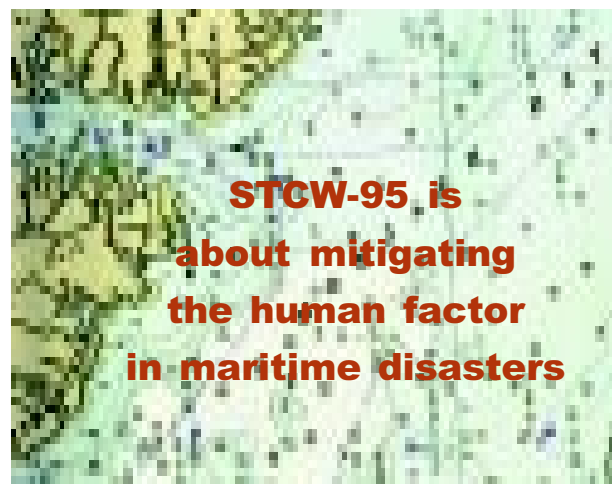 STCW-95 is
about mitigating
the human factor
in maritime disasters